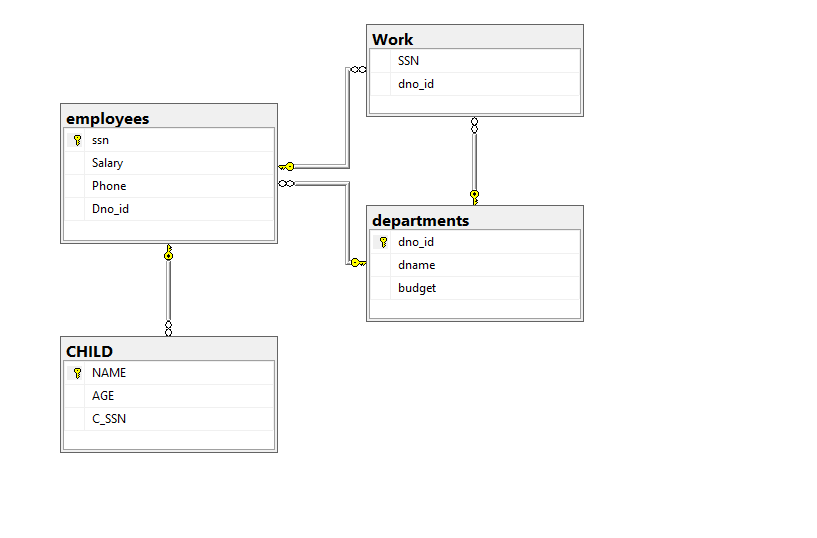 Work
SSN
dno_id
employees
ssn
Salary
Phone
Dno_id
departments
dno_id
dname
budget
CHILD
NAME
AGE
C_SSN